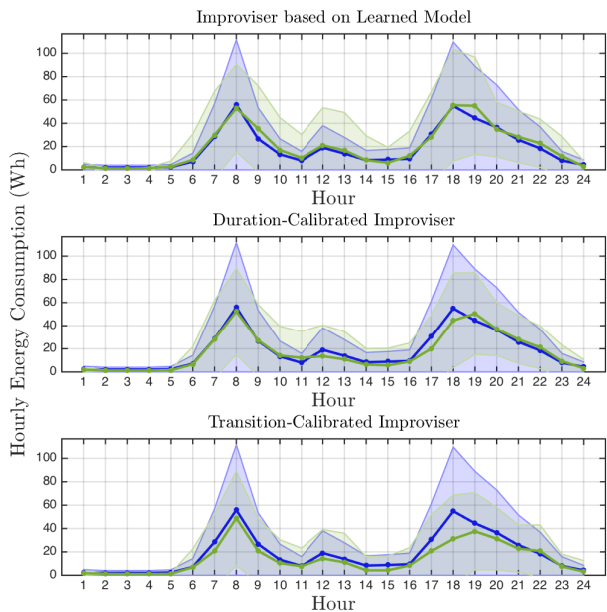 Improviser based on Learned Model
100
80
60
40
20
0
1 2 3 4 5 6 7 8 9 10 11 12 13 14 15 16 17 18 19 20 21 22 23 24
Hour
Duration-Calibrated Improviser
100
80
60
40
20
0
1 2 3 4 5 6 7 8 9 10 11 12 13 14 15 16 17 18 19 20 21 22 23 24
Hour
Hourly Energy Consumption (Wh)
Transition-Calibrated Improviser
100
80
60
40
20
0
1 2 3 4 5 6 7 8 9 10 11 12 13 14 15 16 17 18 19 20 21 22 23 24
Hour